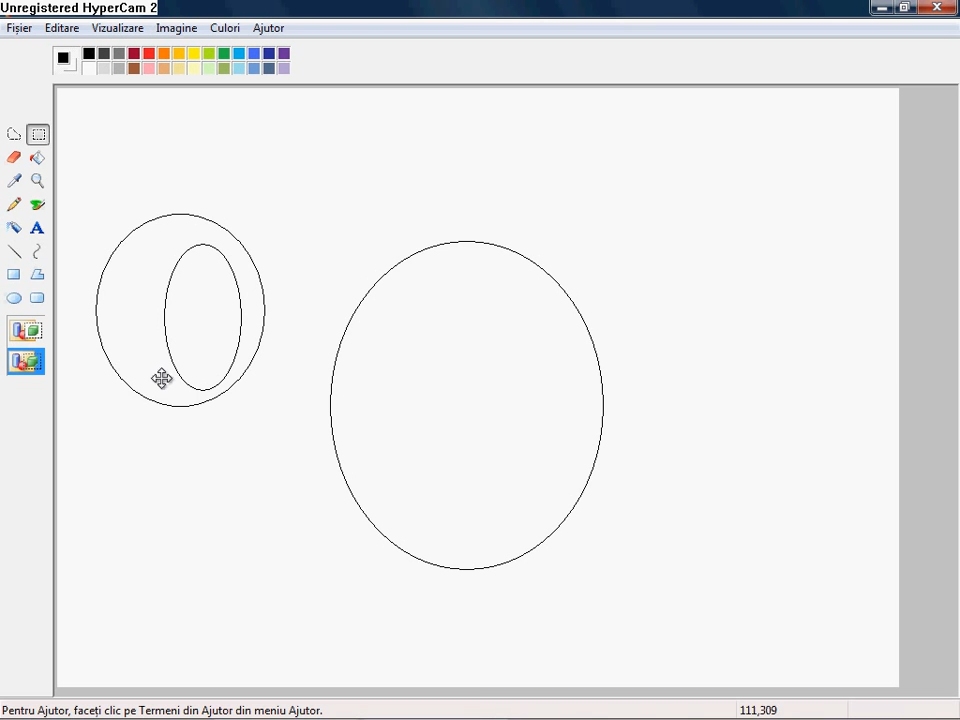 Unregistered HyperCam 2
Fișier Editare Vizualizare Imagine Culori Ajutor
A
Pentru Ajutor, faceți clic pe Termeni din Ajutor din meniu Ajutor.
111,309